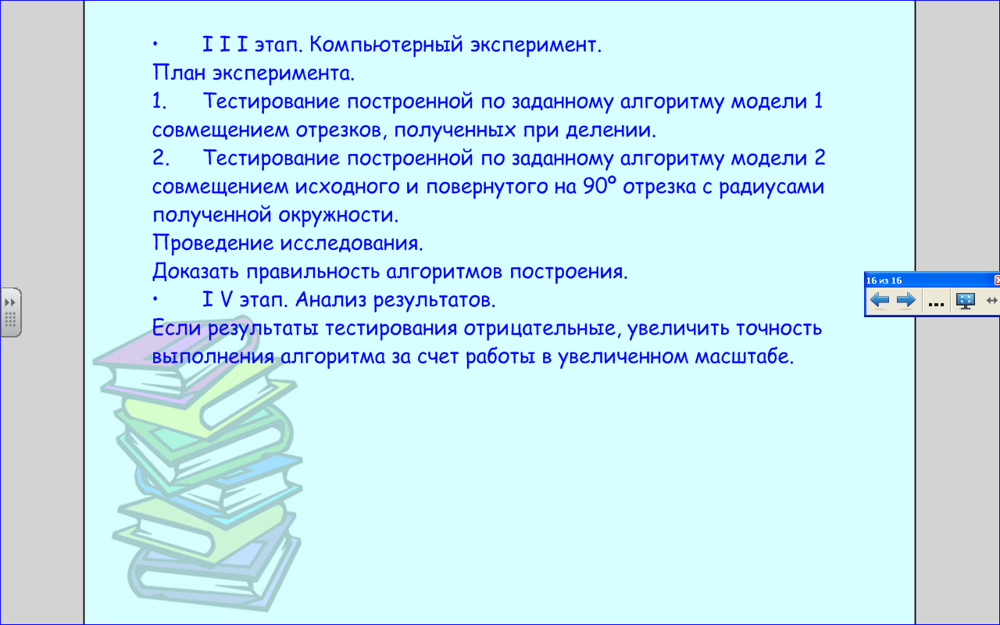 • I I I этап. Компьютерный эксперимент.
План эксперимента.
1. Тестирование построенной по заданному алгоритму модели 1
совмещением отрезков, полученных при делении.
2. Тестирование построенной по заданному алгоритму модели 2
совмещением исходного и повернутого на 90º отрезка с радиусами
полученной окружности.
Проведение исследования.
Доказать правильность алгоритмов построения.
• I V этап. Анализ результатов.
Если результаты тестирования отрицательные, увеличить точность
выполнения алгоритма за счет работы в увеличенном масштабе.
16 из 16
...